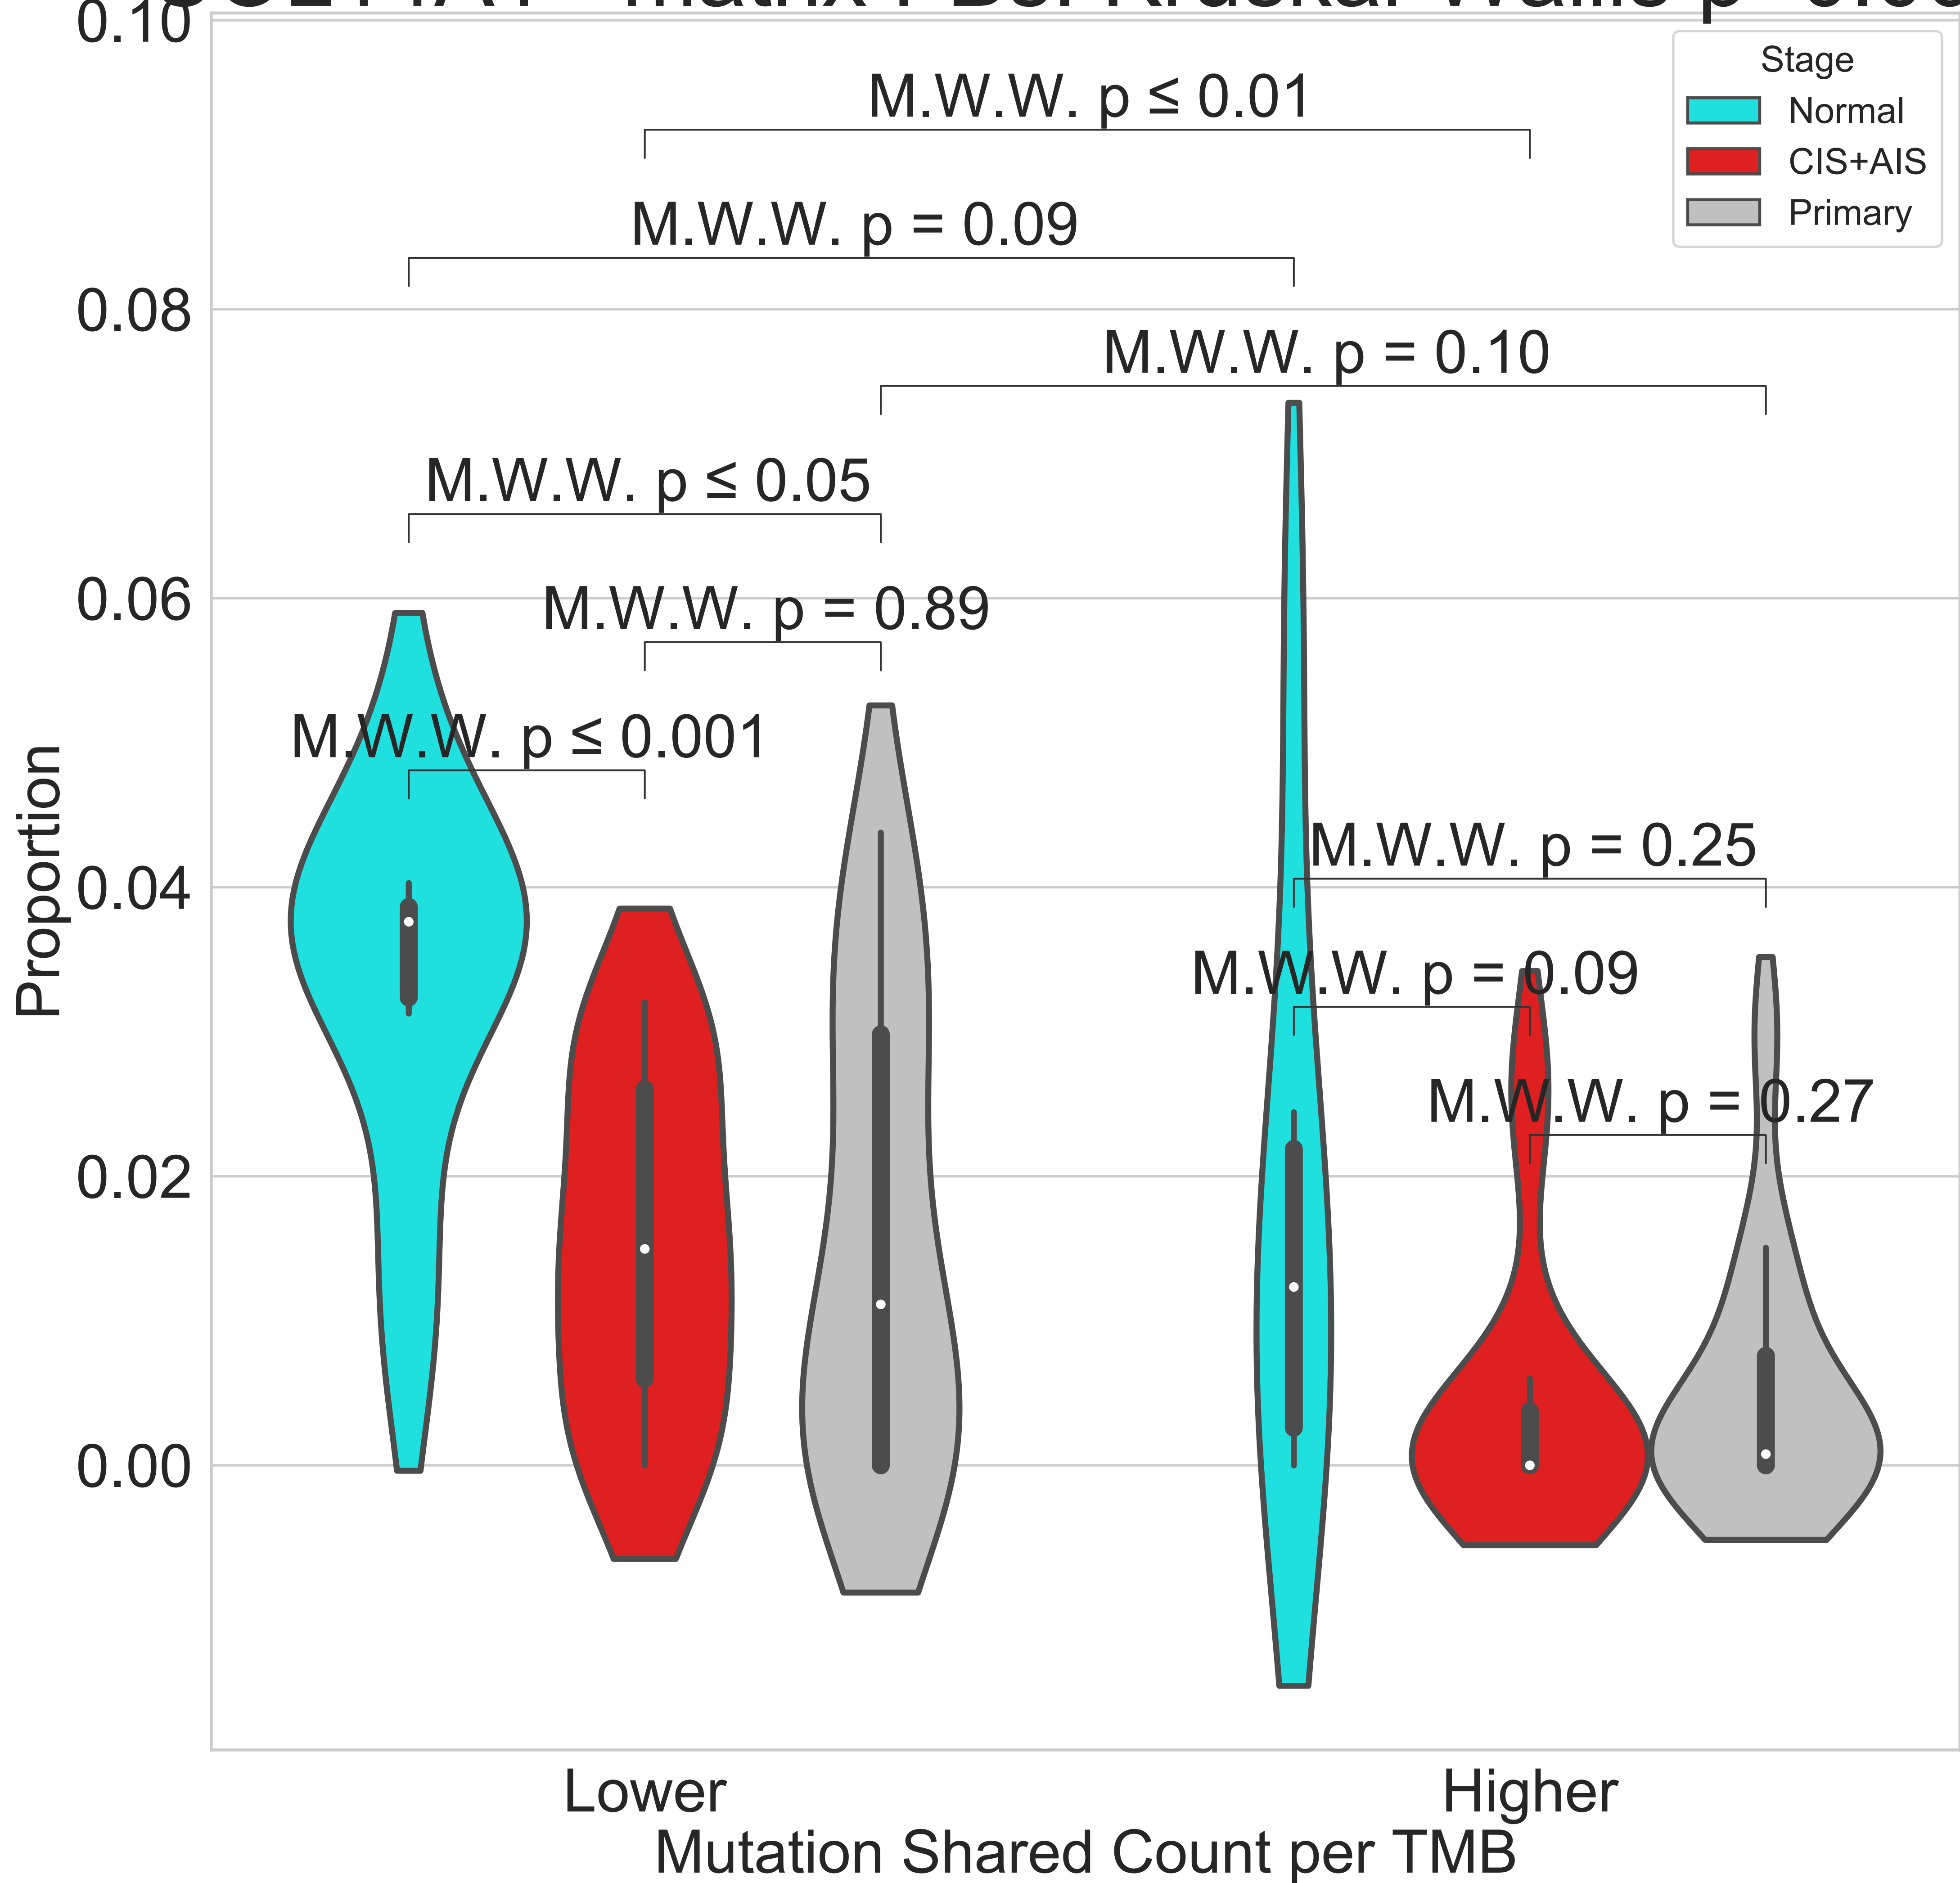 0.10
0.08
0.06
0.04
0.02
0.00
Proportion
Stage
Normal
CIS+AIS
Primary
M.W.W. p ≤ 0.01
M.W.W. p = 0.09
M.W.W. p = 0.10
M.W.W. p ≤ 0.05
M.W.W. p = 0.89
M.W.W. p ≤ 0.001
M.W.W. p = 0.25
M.W.W. p = 0.09
M.W.W. p = 0.27
Lower
Higher
Mutation Shared Count per TMB